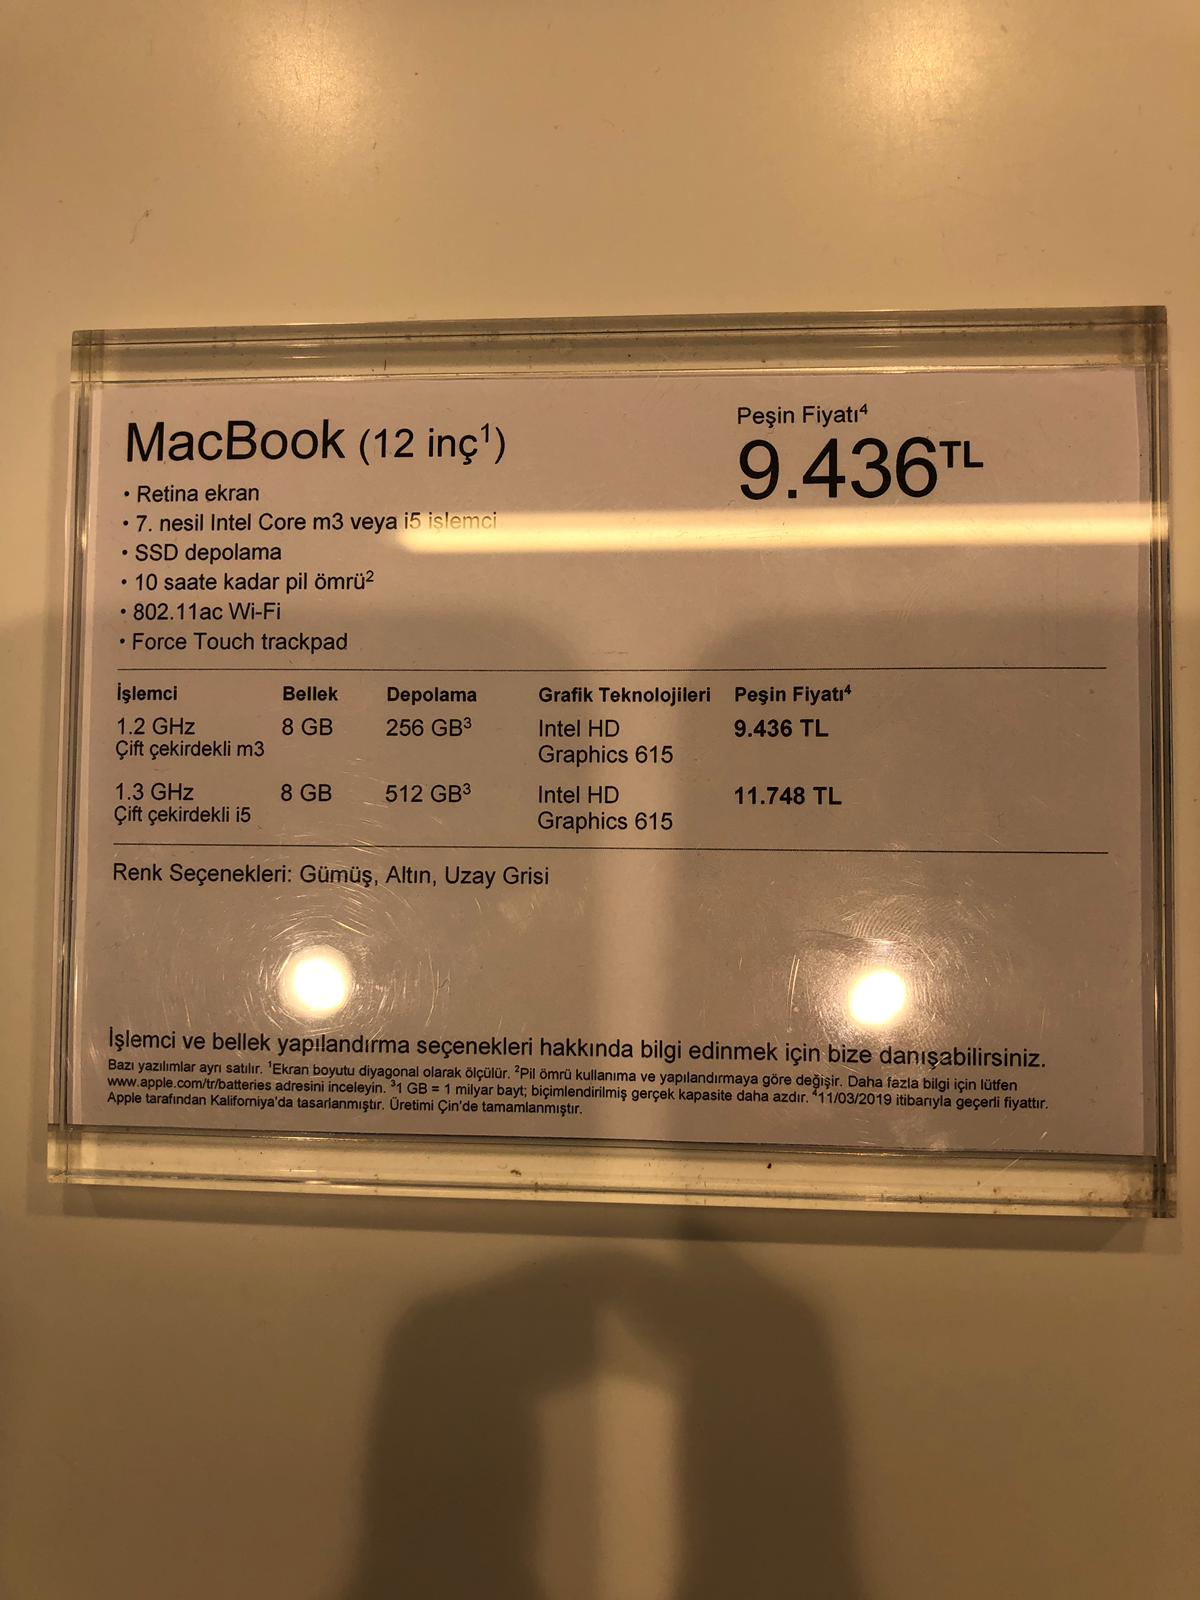 MacBook (12 inç¹)
Peşin Fiyatı⁴
9.436TL
• Retina ekran
• 7. nesil Intel Core m3 veya i5 işlemci
• SSD depolama
• 10 saate kadar pil ömrü²
• 802.11ac Wi-Fi
• Force Touch trackpad
İşlemci Bellek Depolama Grafik Teknolojileri Peşin Fiyatı⁴
1.2 GHz 8 GB 256 GB³ Intel HD 9.436 TL
Çift çekirdekli m3 Graphics 615
1.3 GHz 8 GB 512 GB³ Intel HD 11.748 TL
Çift çekirdekli i5 Graphics 615
Renk Seçenekleri: Gümüş, Altın, Uzay Grisi
İşlemci ve bellek yapılandırma seçenekleri hakkında bilgi edinmek için bize danışabilirsiniz.
Bazı yazılımlar ayrı satılır. ¹Ekran boyutu diyagonal olarak ölçülür. ²Pil ömrü kullanıma ve yapılandırmaya göre değişir. Daha fazla bilgi için lütfen
www.apple.com/tr/batteries adresini inceleyin. ³1 GB = 1 milyar bayt; biçimlendirilmiş gerçek kapasite daha azdır. ⁴11/03/2019 itibarıyla geçerli fiyattır.
Apple tarafından Kaliforniya'da tasarlanmıştır. Üretimi Çin'de tamamlanmıştır.